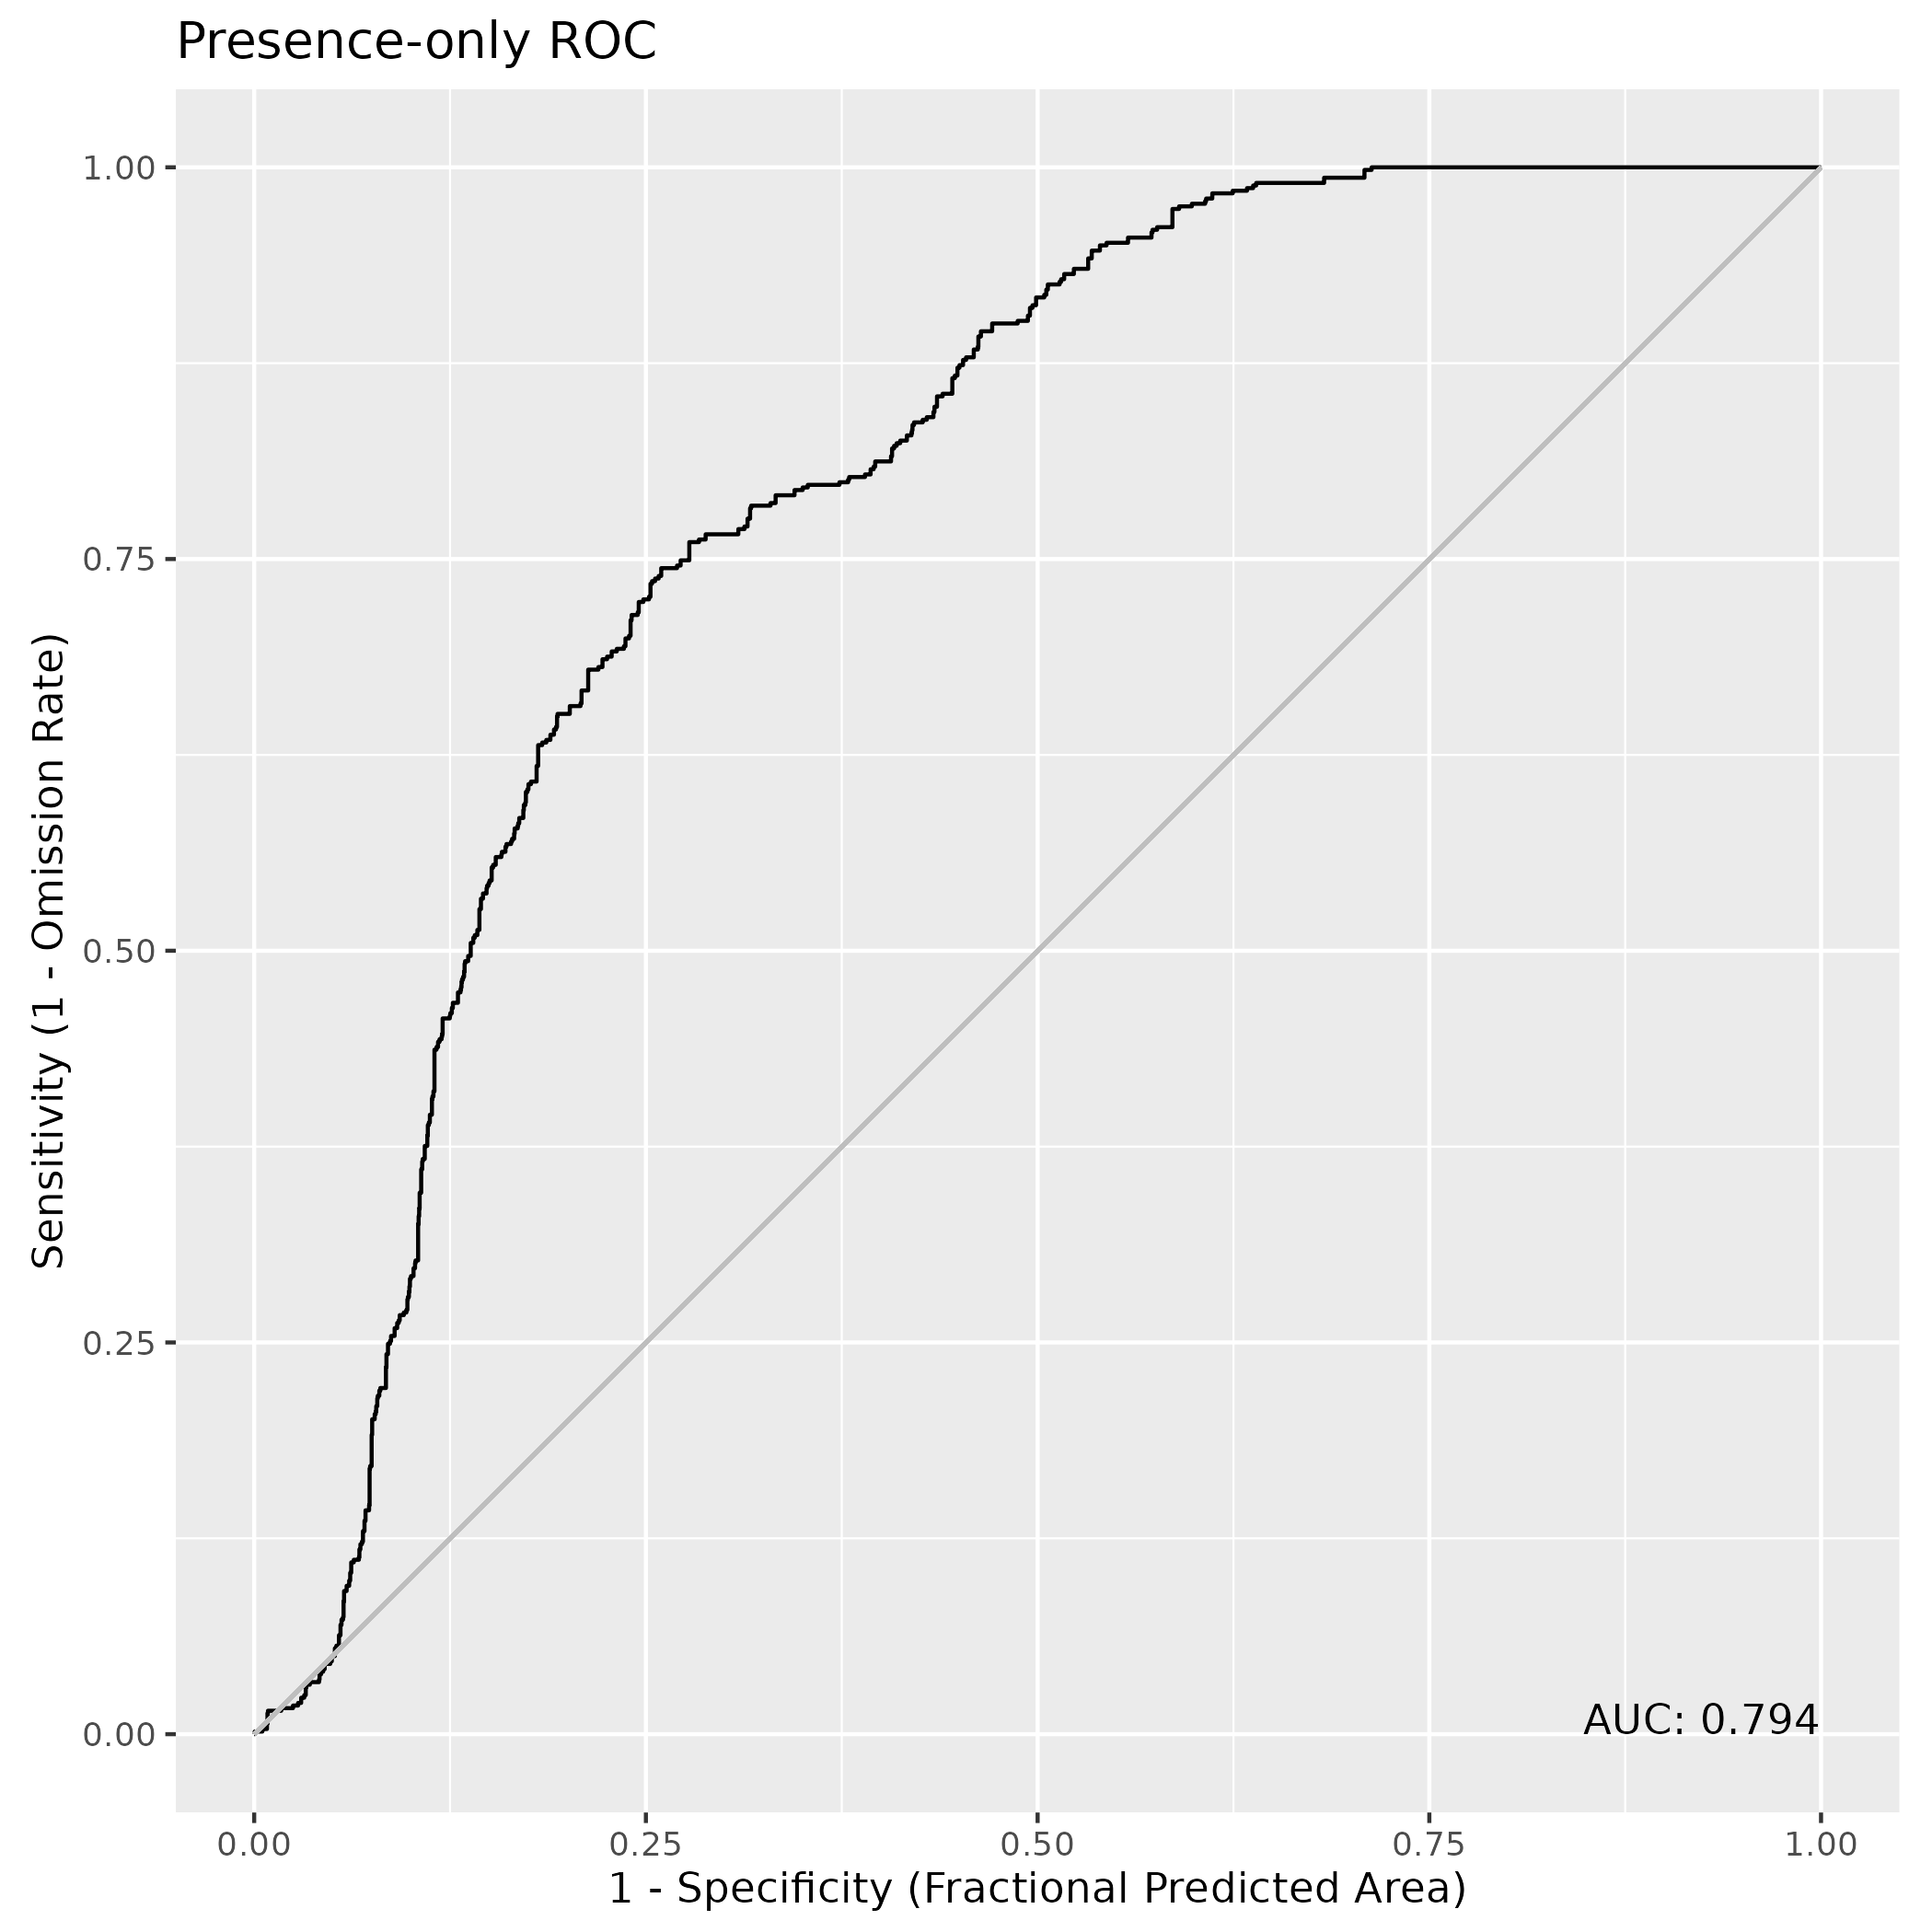 Presence-only ROC
Sensitivity (1 - Omission Rate)
1.00
0.75
0.50
0.25
0.00
AUC: 0.794
0.00 0.25 0.50 0.75 1.00
1 - Specificity (Fractional Predicted Area)